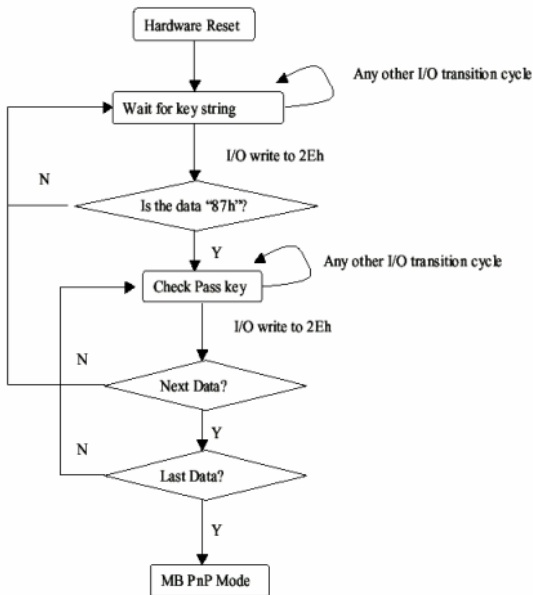 Hardware Reset
Any other I/O transition cycle
Wait for key string
I/O write to 2Eh
N
Is the data “87h”?
Y
Any other I/O transition cycle
Check Pass key
I/O write to 2Eh
N
Next Data?
Y
N
Last Data?
Y
MB PnP Mode